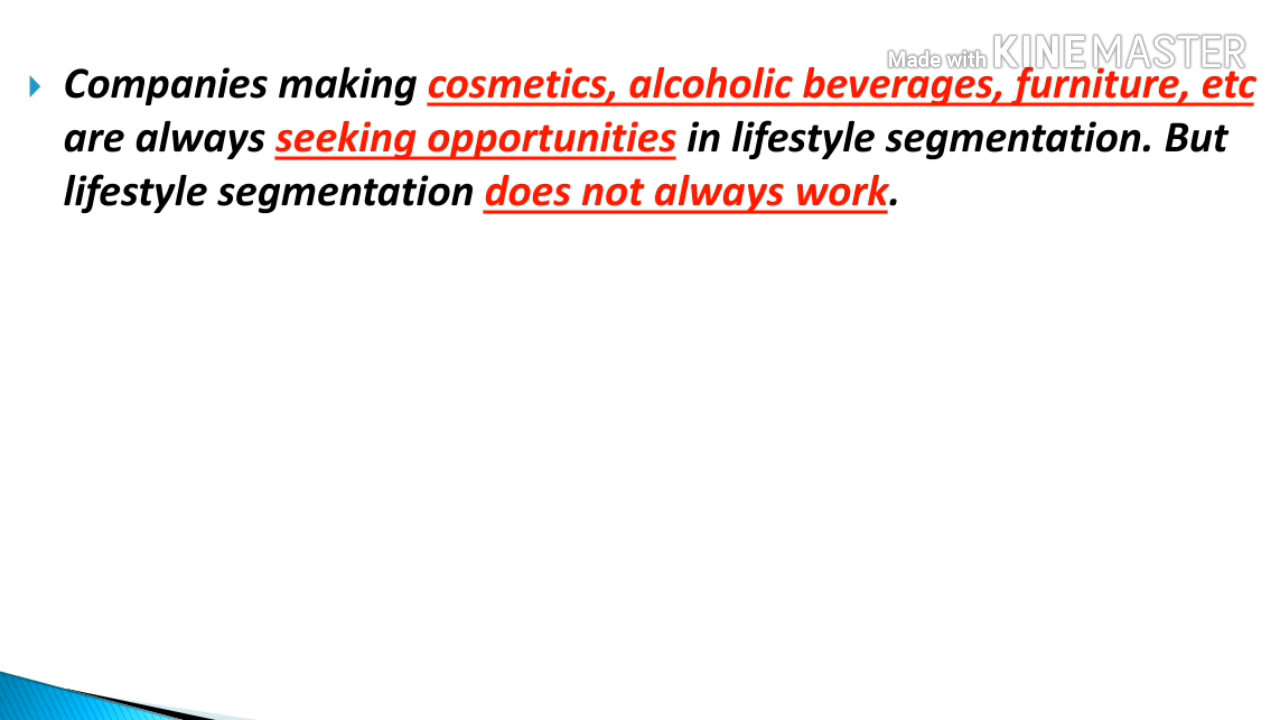 Made with KINEMASTER
Companies making cosmetics, alcoholic beverages, furniture, etc
are always seeking opportunities in lifestyle segmentation. But
lifestyle segmentation does not always work.